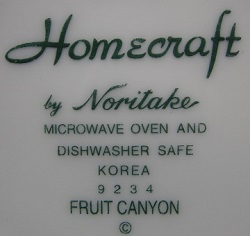 Homecraft
by Noritake
MICROWAVE OVEN AND
DISHWASHER SAFE
KOREA
9234
FRUIT CANYON
©